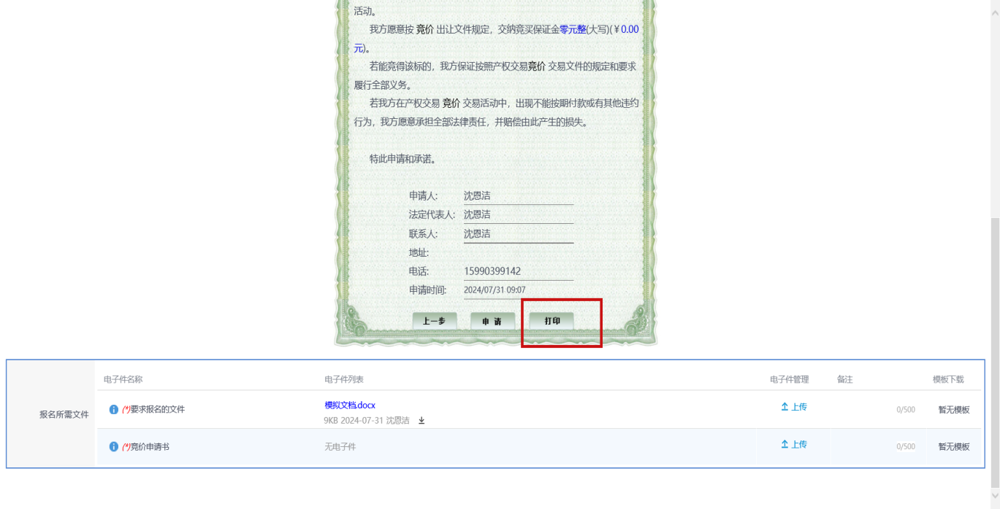 活动。
我方愿意按 竞价 出让文件规定，交纳竞买保证金零元整(大写)(￥0.00
元)。
若能竞得该标的，我方保证按照产权交易竞价 交易文件的规定和要求
履行全部义务。
若我方在产权交易 竞价 交易活动中，出现不能按期付款或有其他违约
行为，我方愿意承担全部法律责任，并赔偿由此产生的损失。
特此申请和承诺。
申请人: 沈恩洁
法定代表人: 沈恩洁
联系人: 沈恩洁
地址:
电话: 15990399142
申请时间: 2024/07/31 09:07
上一步 申 请 打印
电子件名称 电子件列表 电子件管理 备注 模板下载
报名所需文件
(*)要求报名的文件 模拟文档.docx 上传 0/500 暂无模板
9KB 2024-07-31 沈恩洁
(*)竞价申请书 无电子件 上传 0/500 暂无模板